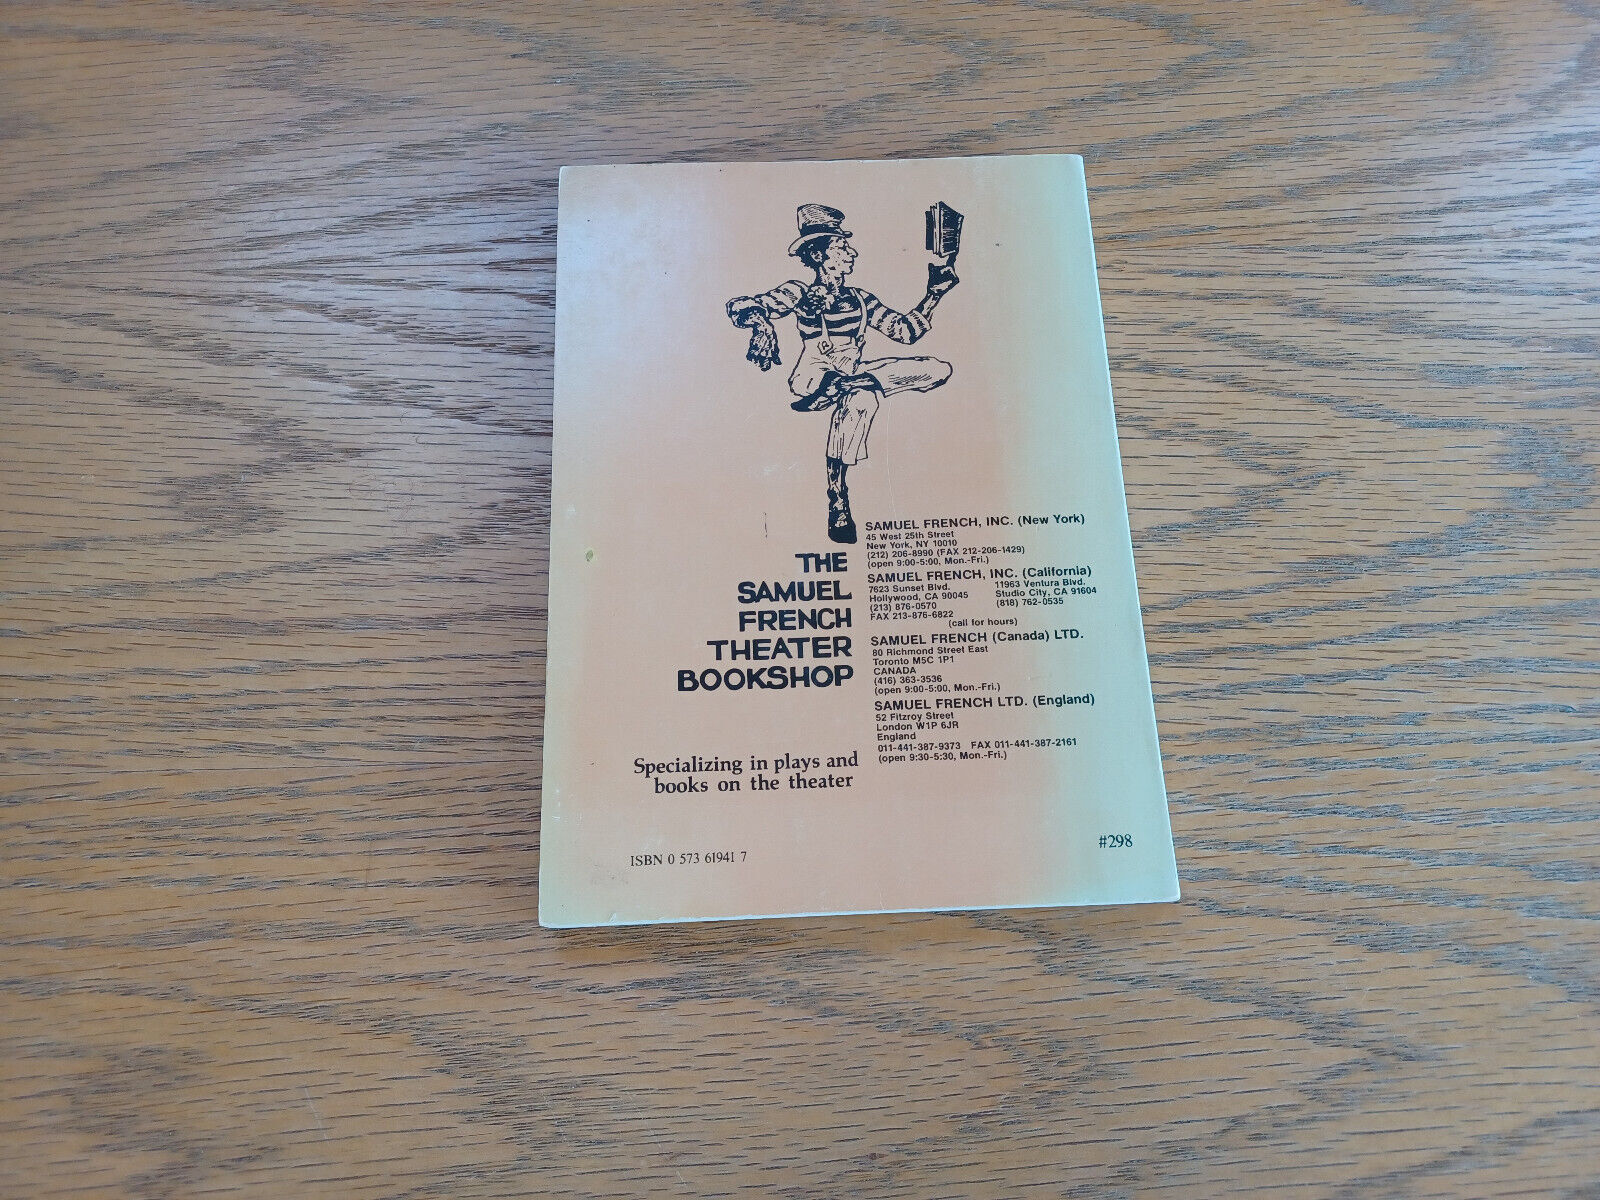 THE
SAMUEL
FRENCH
THEATER
BOOKSHOP
Specializing in plays and
books on the theater
SAMUEL FRENCH, INC. (New York)
45 West 25th Street
New York, NY 10010
(212) 206-8990 (FAX 212-206-1429)
(open 9:00-5:00, Mon.-Fri.)
SAMUEL FRENCH, INC. (California)
7623 Sunset Blvd.
Hollywood, CA 90045
(213) 876-0570
FAX 213-876-6822
11963 Ventura Blvd.
Studio City, CA 91604
(818) 762-0535
(call for hours)
SAMUEL FRENCH (Canada) LTD.
80 Richmond Street East
Toronto M5C 1P1
CANADA
(416) 363-3536
(open 9:00-5:00, Mon.-Fri.)
SAMUEL FRENCH LTD. (England)
52 Fitzroy Street
London W1P 6JR
England
011-441-387-9373 FAX 011-441-387-2161
(open 9:30-5:30, Mon.-Fri.)
ISBN 0 573 61941 7
#298